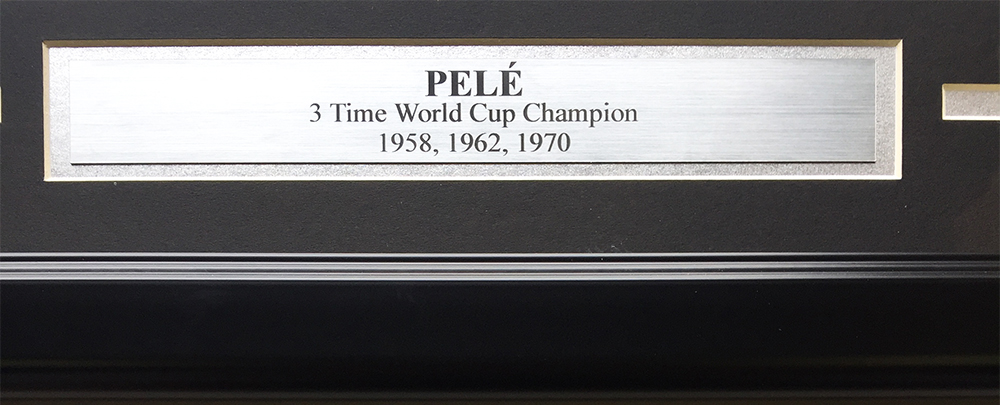 PELÉ
3 Time World Cup Champion
1958, 1962, 1970